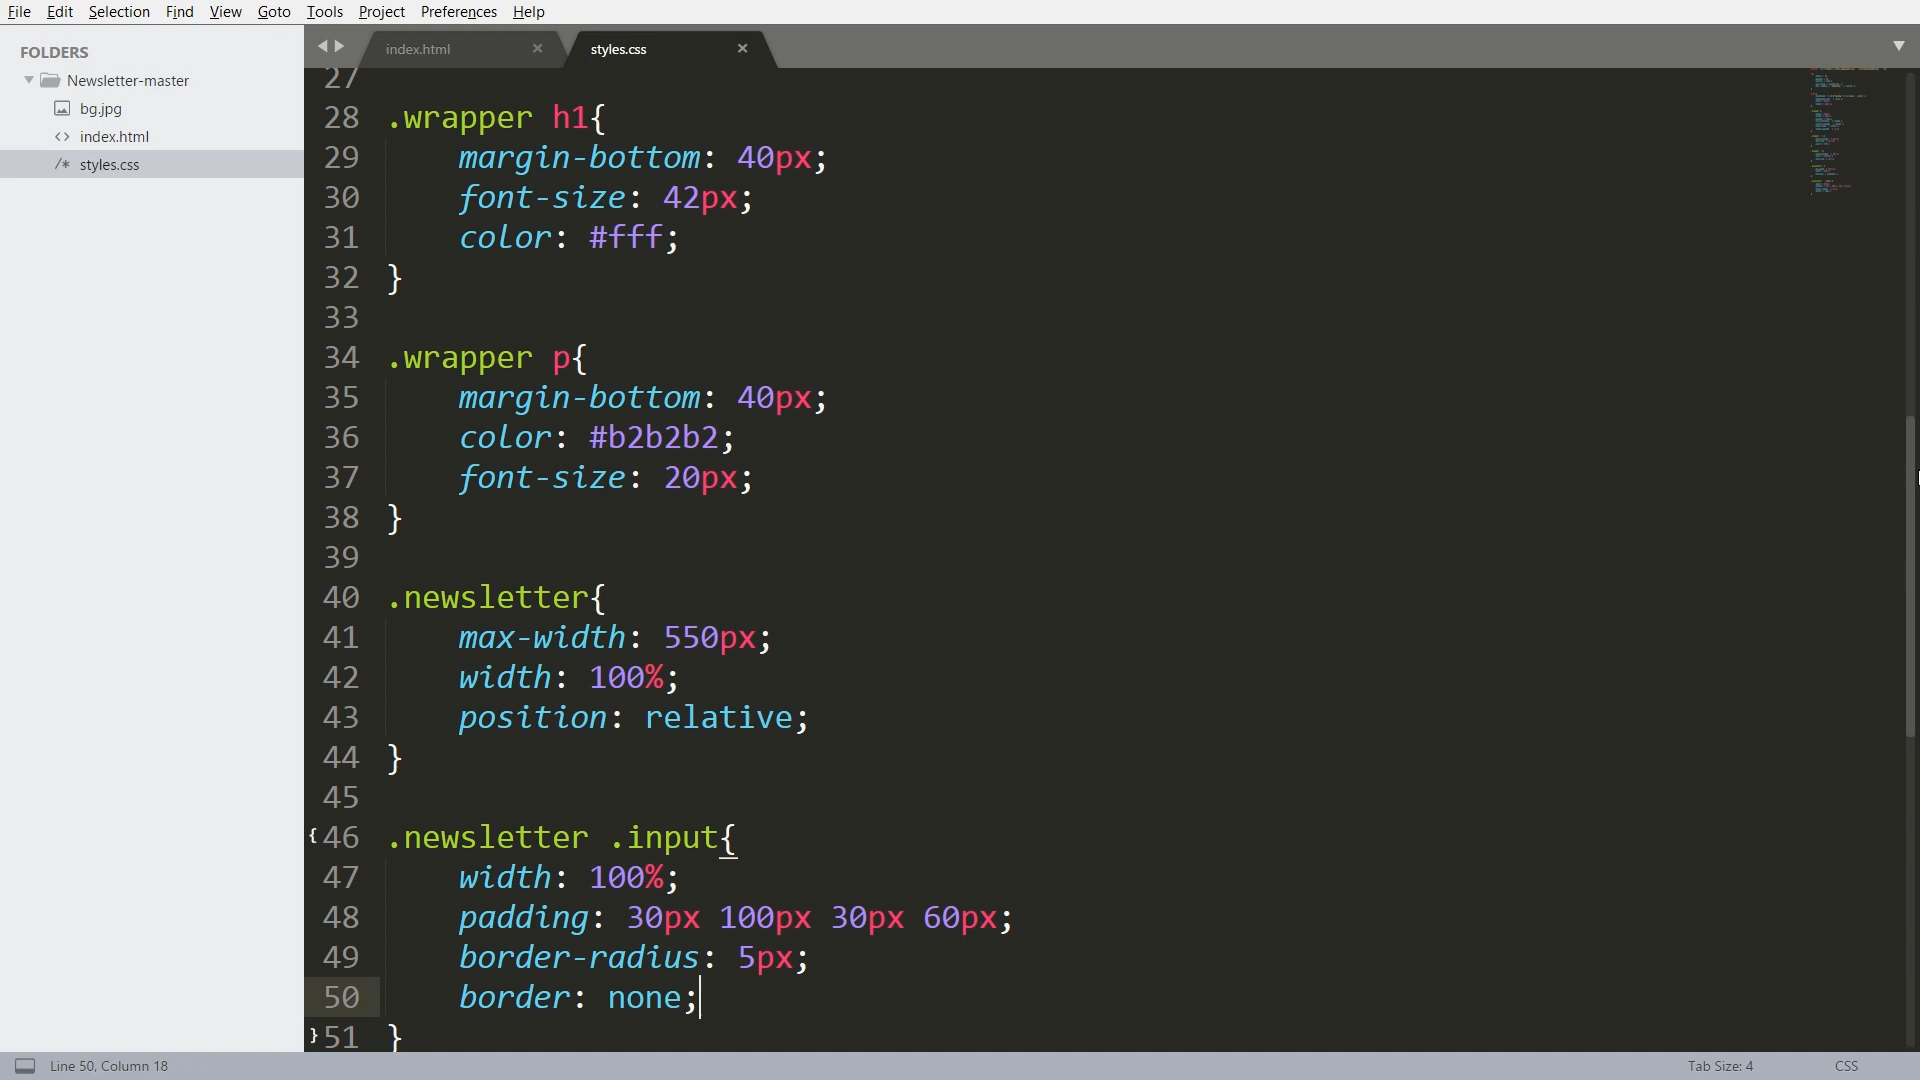 File Edit Selection Find View Goto Tools Project Preferences Help
FOLDERS
Newsletter-master
bg.jpg
index.html
/* styles.css
index.html
styles.css
27
28 .wrapper h1{
29 margin-bottom: 40px;
30 font-size: 42px;
31 color: #fff;
32 }
33
34 .wrapper p{
35 margin-bottom: 40px;
36 color: #b2b2b2;
37 font-size: 20px;
38 }
39
40 .newsletter{
41 max-width: 550px;
42 width: 100%;
43 position: relative;
44 }
45
46 .newsletter .input{
47 width: 100%;
48 padding: 30px 100px 30px 60px;
49 border-radius: 5px;
50 border: none;
51 }
Line 50, Column 18
Tab Size: 4
CSS